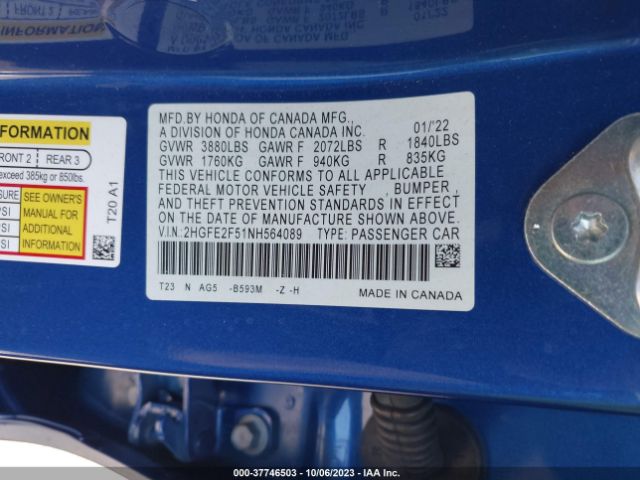 MFD.BY HONDA OF CANADA MFG.,
A DIVISION OF HONDA CANADA INC. 01/'22
GVWR 3880LBS GAWR F 2072LBS R 1840LBS
GVWR 1760KG GAWR F 940KG R 835KG
THIS VEHICLE CONFORMS TO ALL APPLICABLE
FEDERAL MOTOR VEHICLE SAFETY , BUMPER ,
AND THEFT PREVENTION STANDARDS IN EFFECT
ON THE DATE OF MANUFACTURE SHOWN ABOVE.
V.I.N.:2HGFE2F51NH564089 TYPE: PASSENGER CAR
T23 N AG5 -B593M -Z -H
MADE IN CANADA
FORMATION
FRONT 2 REAR 3
exceed 385kg or 850lbs.
SEE OWNER'S
MANUAL FOR
ADDITIONAL
INFORMATION
PSI
PSI
T20 A1
000-37746503 - 10/06/2023 - IAA Inc.